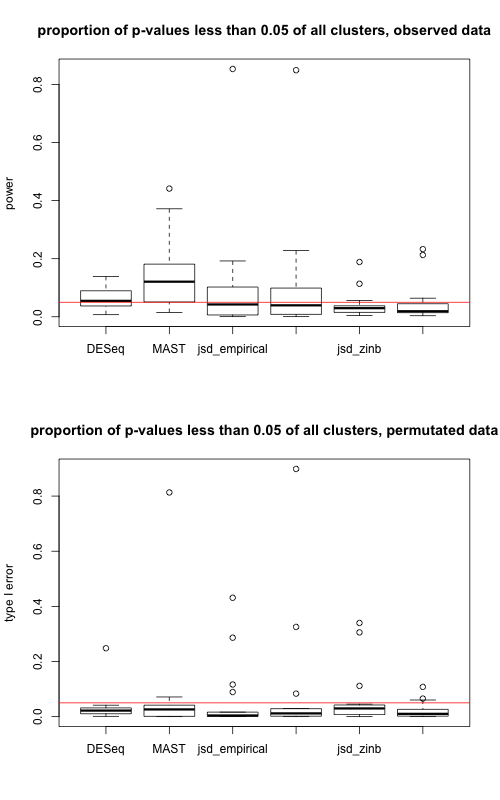 proportion of p-values less than 0.05 of all clusters, observed data
0.8
0.6
0.4
0.2
0.0
power
DESeq MAST jsd_empirical jsd_zinb
proportion of p-values less than 0.05 of all clusters, permutated data
0.8
0.6
0.4
0.2
0.0
type I error
DESeq MAST jsd_empirical jsd_zinb